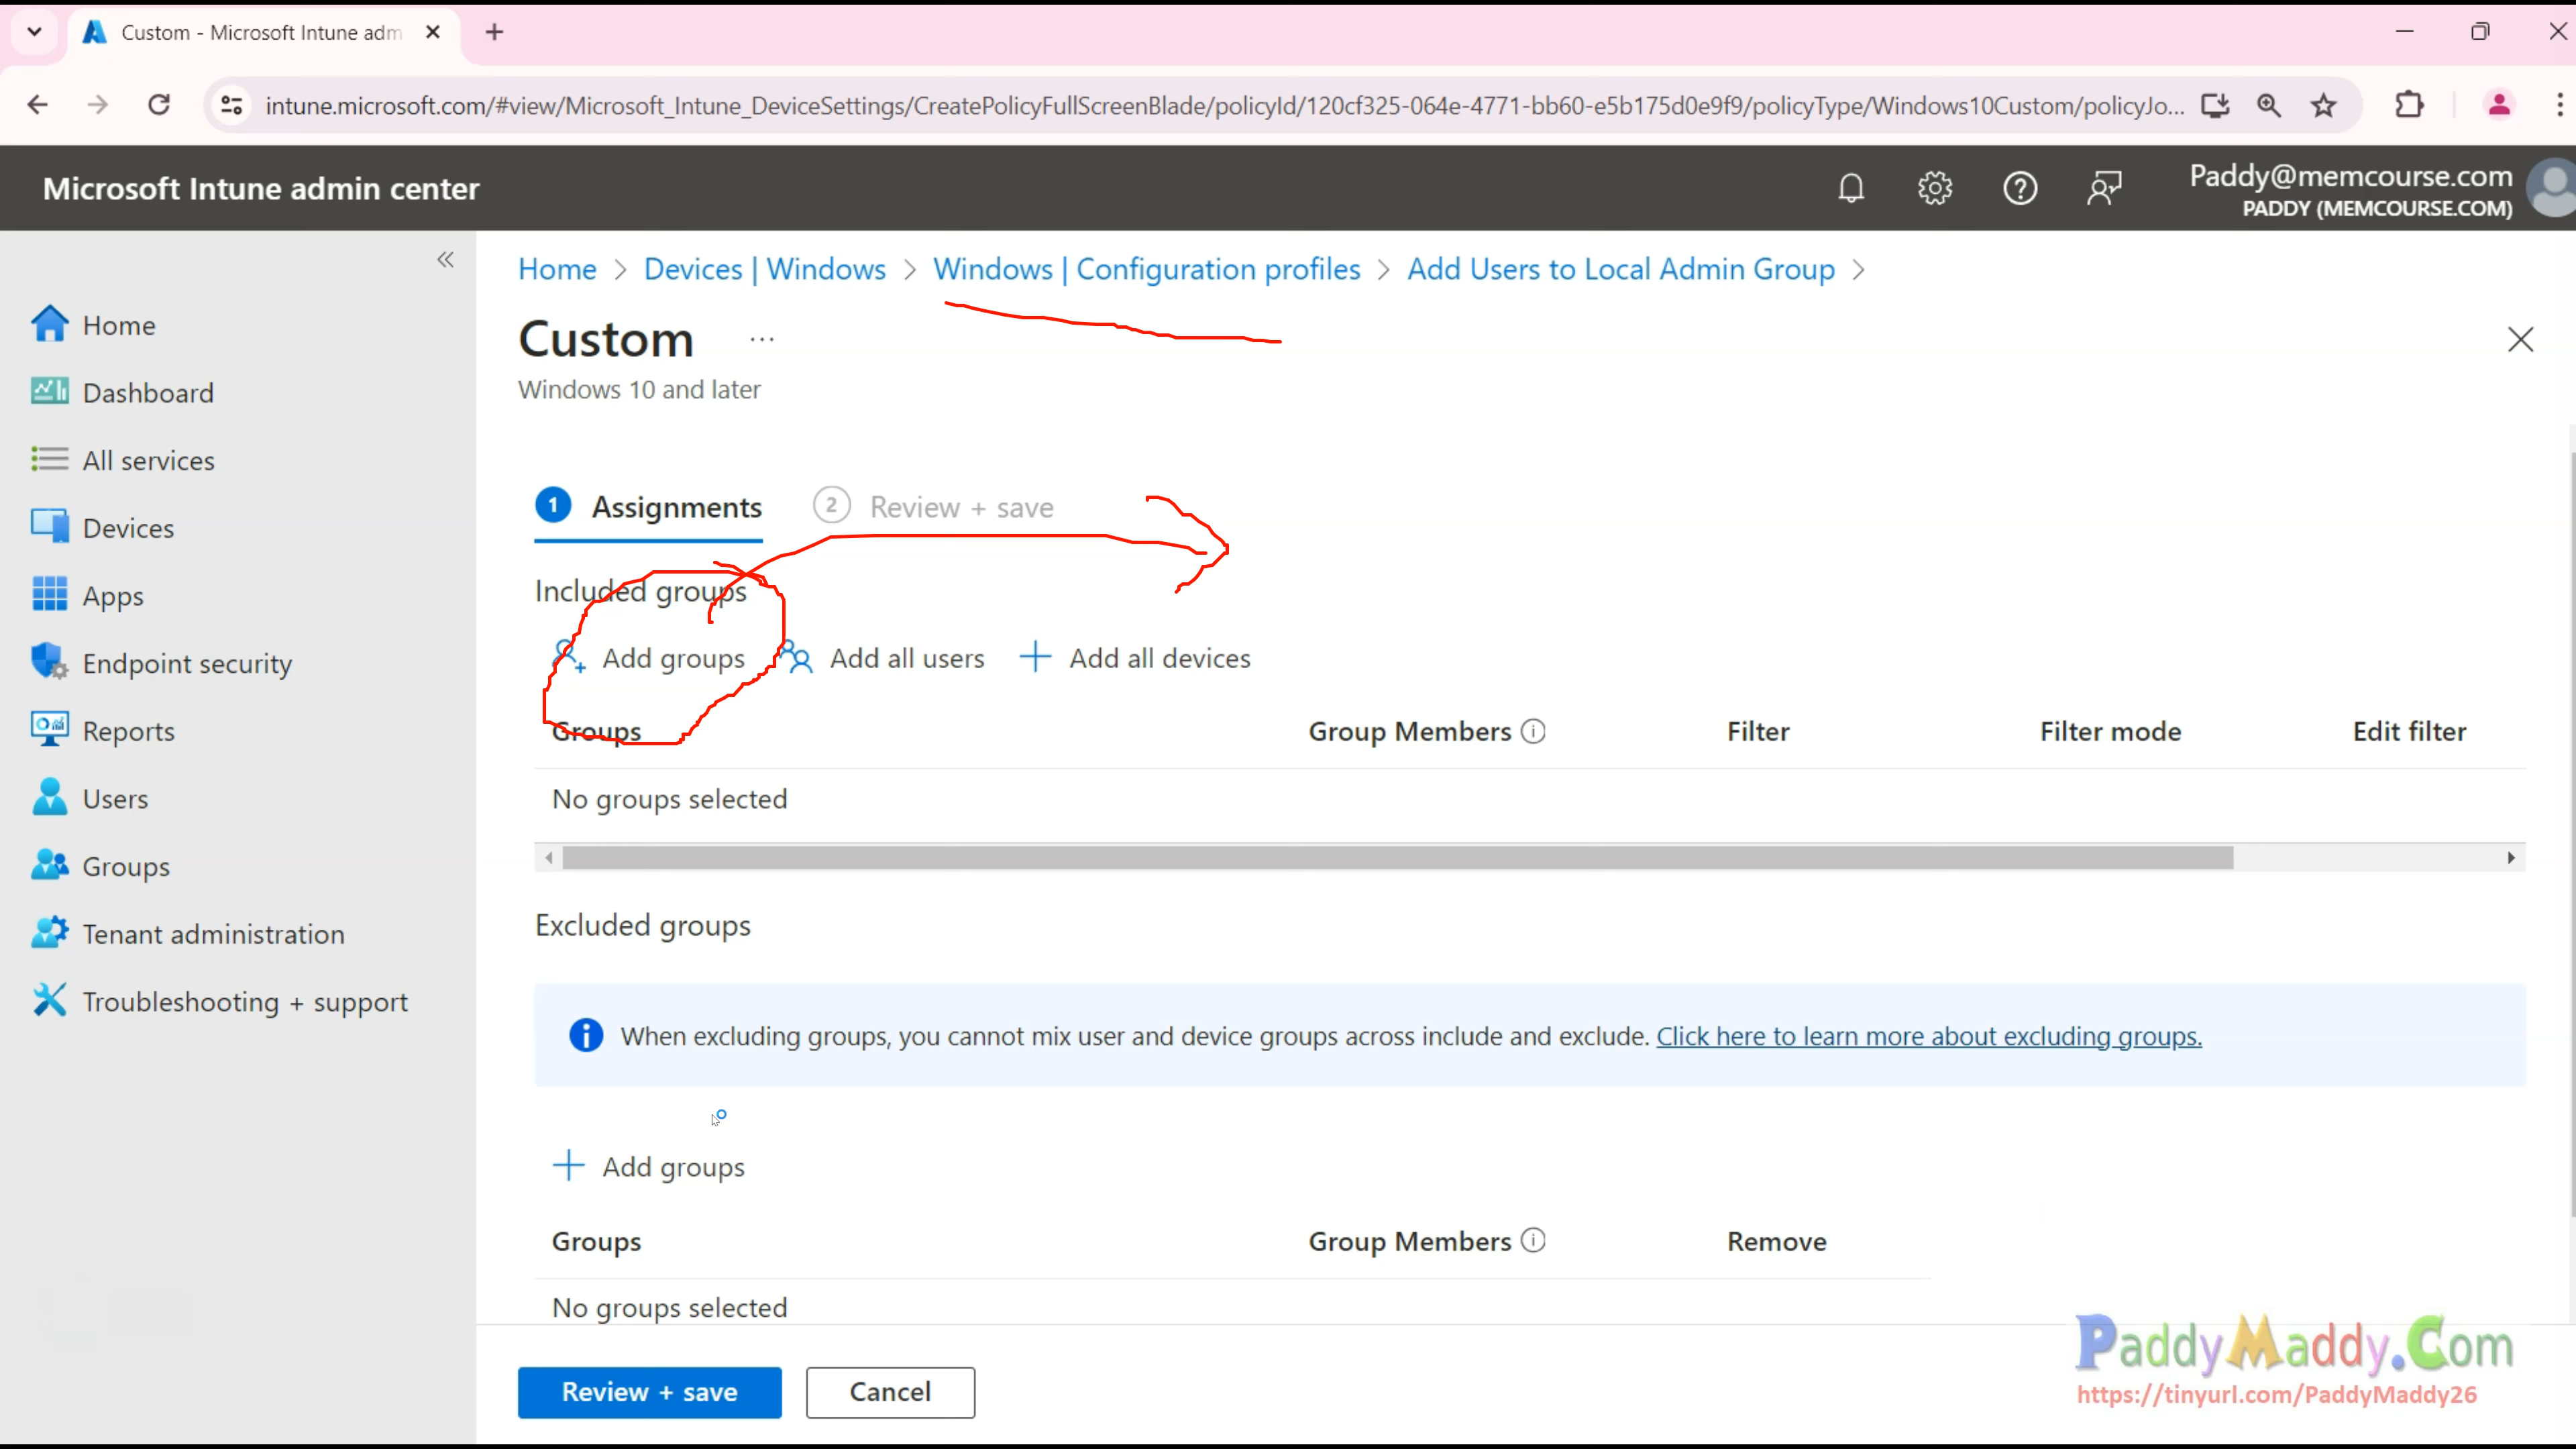 Custom - Microsoft Intune adm
intune.microsoft.com/#view/Microsoft_Intune_DeviceSettings/CreatePolicyFullScreenBlade/policyId/120cf325-064e-4771-bb60-e5b175d0e9f9/policyType/Windows10Custom/policyJo...
Microsoft Intune admin center
Paddy@memcourse.com
PADDY (MEMCOURSE.COM)
Home
Dashboard
All services
Devices
Apps
Endpoint security
Reports
Users
Groups
Tenant administration
Troubleshooting + support
Home > Devices | Windows > Windows | Configuration profiles > Add Users to Local Admin Group >
Custom ...
Windows 10 and later
1 Assignments 2 Review + save
Included groups
Add groups Add all users Add all devices
Groups Group Members Filter Filter mode Edit filter
No groups selected
Excluded groups
When excluding groups, you cannot mix user and device groups across include and exclude. Click here to learn more about excluding groups.
Add groups
Groups Group Members Remove
No groups selected
Review + save Cancel
PaddyMaddy.Com
https://tinyurl.com/PaddyMaddy26